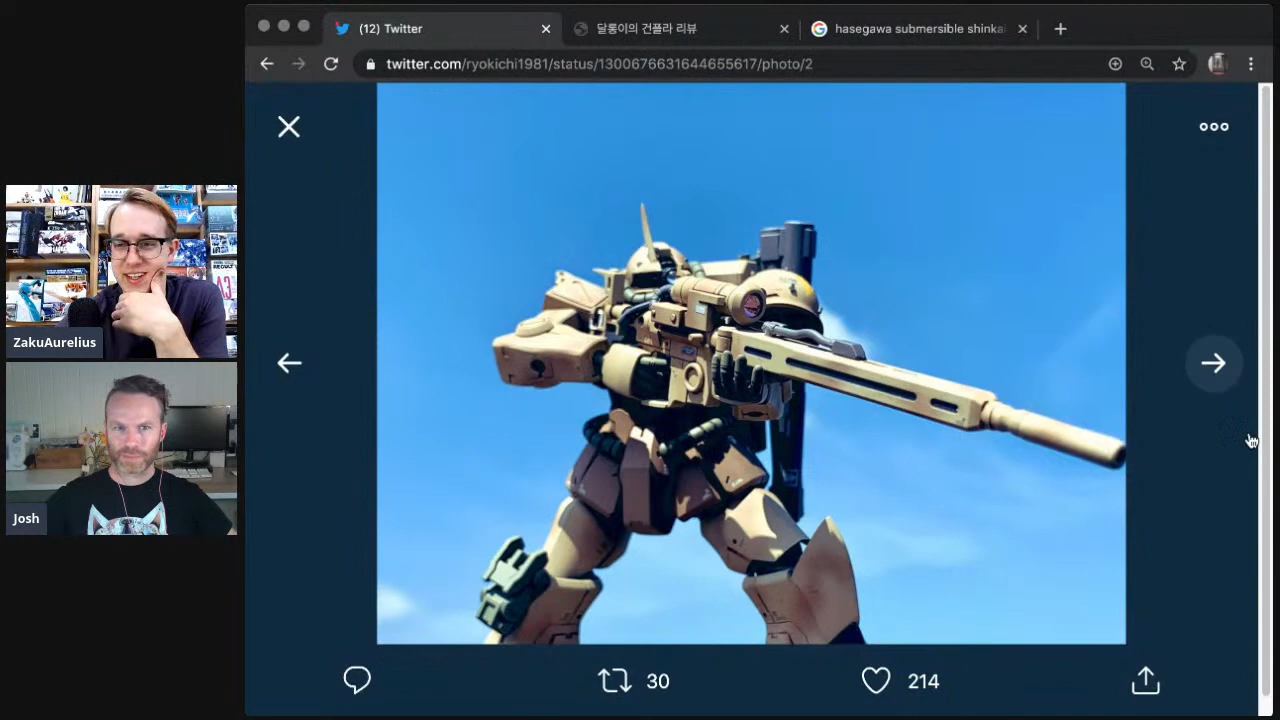 (12) Twitter
달롱이의 건플라 리뷰
hasegawa submersible shinka
twitter.com/ryokichi1981/status/1300676631644655617/photo/2
ZakuAurelius
Josh
30
214